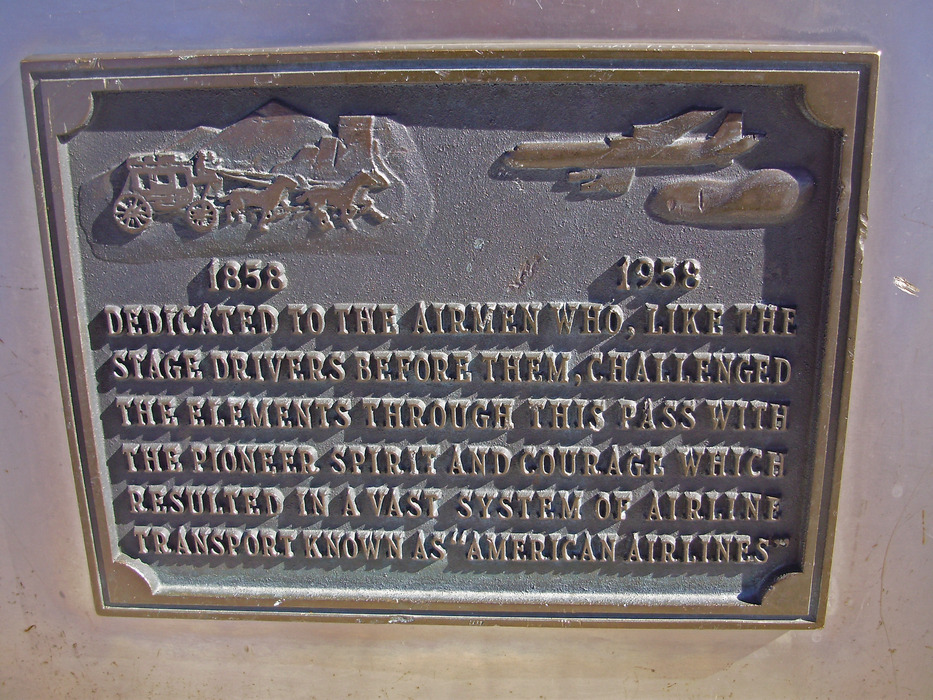 1858 1958
DEDICATED TO THE AIRMEN WHO, LIKE THE
STAGE DRIVERS BEFORE THEM, CHALLENGED
THE ELEMENTS THROUGH THIS PASS WITH
THE PIONEER SPIRIT AND COURAGE WHICH
RESULTED IN A VAST SYSTEM OF AIRLINE
TRANSPORT KNOWN AS "AMERICAN AIRLINES"